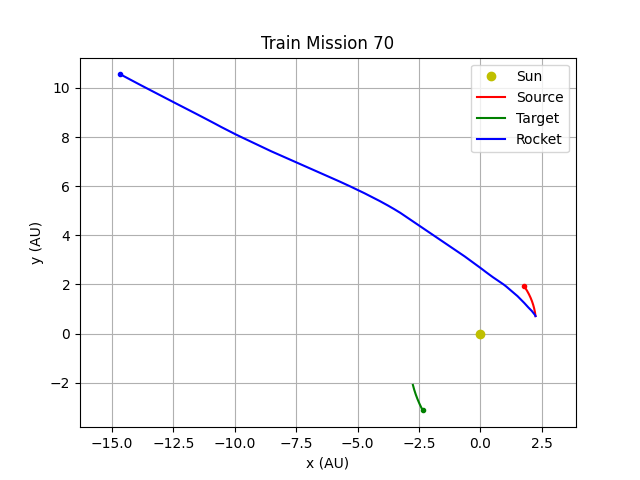 Train Mission 70
Sun
Source
Target
Rocket
10
8
6
4
2
0
−2
y (AU)
−15.0 −12.5 −10.0 −7.5 −5.0 −2.5 0.0 2.5
x (AU)